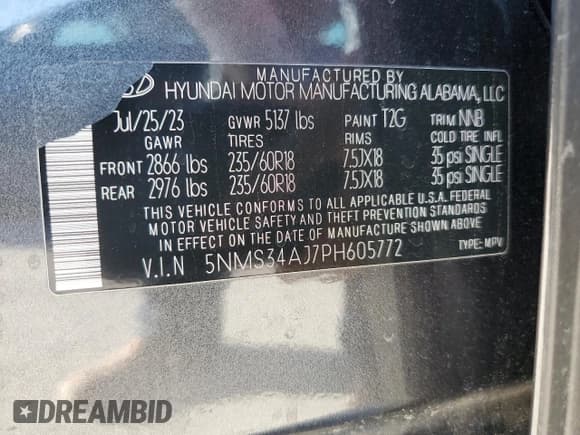 MANUFACTURED BY
HYUNDAI MOTOR MANUFACTURING ALABAMA, LLC
Jul/25/23 GVWR 5137 lbs PAINT T2G TRIM NNB
GAWR TIRES RIMS COLD TIRE INFL
FRONT 2866 lbs 235/60R18 7.5JX18 35 psi SINGLE
REAR 2976 lbs 235/60R18 7.5JX18 35 psi SINGLE
THIS VEHICLE CONFORMS TO ALL APPLICABLE U.S.A. FEDERAL
MOTOR VEHICLE SAFETY AND THEFT PREVENTION STANDARDS
IN EFFECT ON THE DATE OF MANUFACTURE SHOWN ABOVE
V.I.N 5NMS34AJ7PH605772 TYPE: MPV
DREAMBID